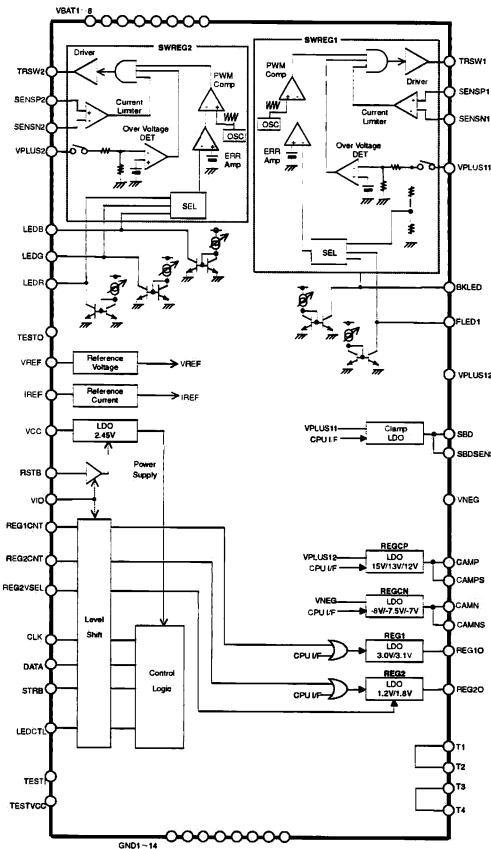 VBAT1~8
SWREG2
Driver
TRSW2
SENSP2
SENSN2
VPLUS2
Current
Limiter
PWM
Comp
OSC
Over Voltage
DET
ERR
Amp
SEL
LEDB
LEDG
LEDR
SWREG1
TRSW1
Driver
SENSP1
SENSN1
VPLUS11
PWM
Comp
Current
Limiter
OSC
Over Voltage
DET
ERR
Amp
SEL
BKLED
FLED1
VPLUS12
TESTO
VREF
Reference
Voltage
VREF
IREF
Reference
Current
IREF
VCC
LDO
2.45V
RSTB
Power
Supply
VIO
VPLUS11
CPU I/F
Clamp
LDO
SBD
SBDSENS
VNEG
REG1CNT
REG2CNT
REG2VSEL
Level
Shift
CLK
DATA
STRB
LEDCTL
Control
Logic
REGCP
VPLUS12
CPU I/F
LDO
15V/13V/12V
CAMP
CAMPS
REGCN
VNEG
CPU I/F
LDO
-8V/-7.5V/-7V
CAMN
CAMNS
REG1
CPU I/F
LDO
3.0V/3.1V
REG1O
REG2
CPU I/F
LDO
1.2V/1.8V
REG2O
T1
T2
T3
T4
TESTI
TESTVCC
GND1~14